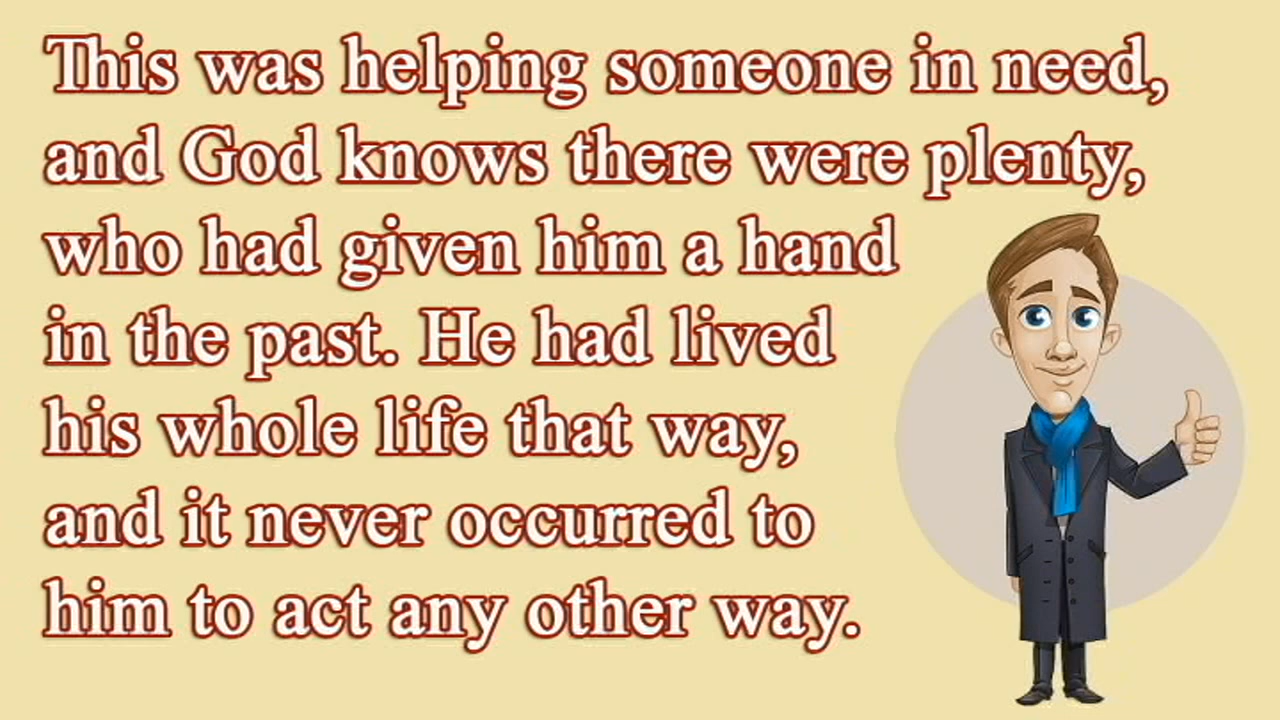 This was helping someone in need,
and God knows there were plenty,
who had given him a hand
in the past. He had lived
his whole life that way,
and it never occurred to
him to act any other way.